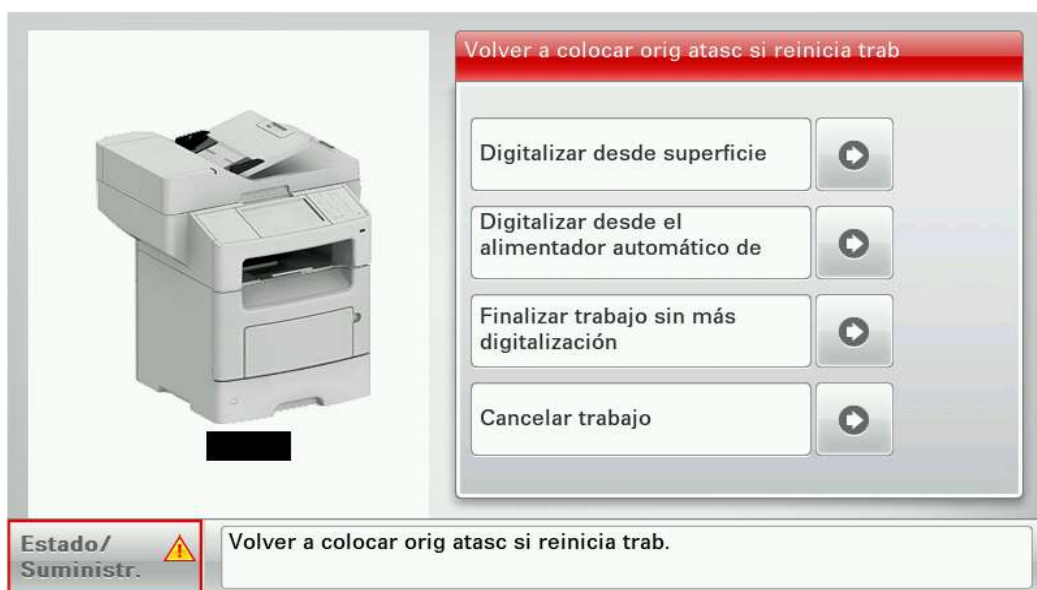 Volver a colocar orig atasc si reinicia trab
Digitalizar desde superficie
Digitalizar desde el
alimentador automático de
Finalizar trabajo sin más
digitalización
Cancelar trabajo
Estado/
Suministr.
Volver a colocar orig atasc si reinicia trab.